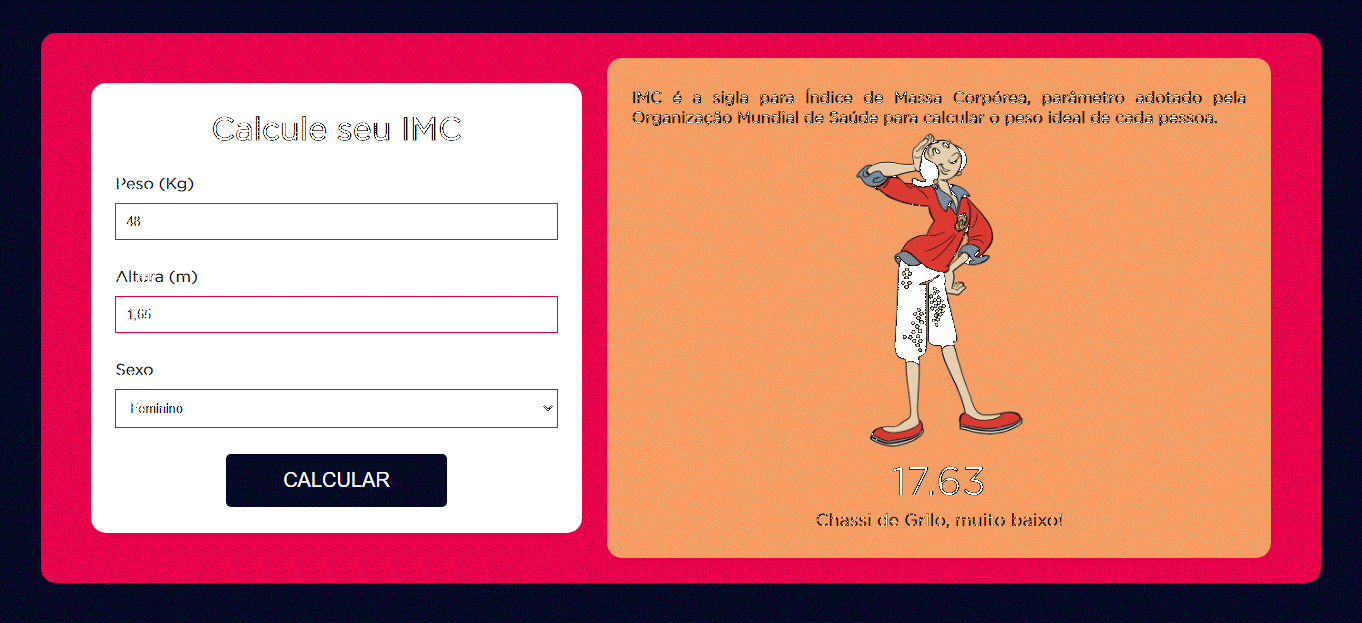 Calcule seu IMC
Peso (Kg)
48
Altura (m)
1,65
Sexo
Feminino
CALCULAR
IMC é a sigla para Índice de Massa Corpórea, parâmetro adotado pela
Organização Mundial de Saúde para calcular o peso ideal de cada pessoa.
17.63
Chassi de Grilo, muito baixo!